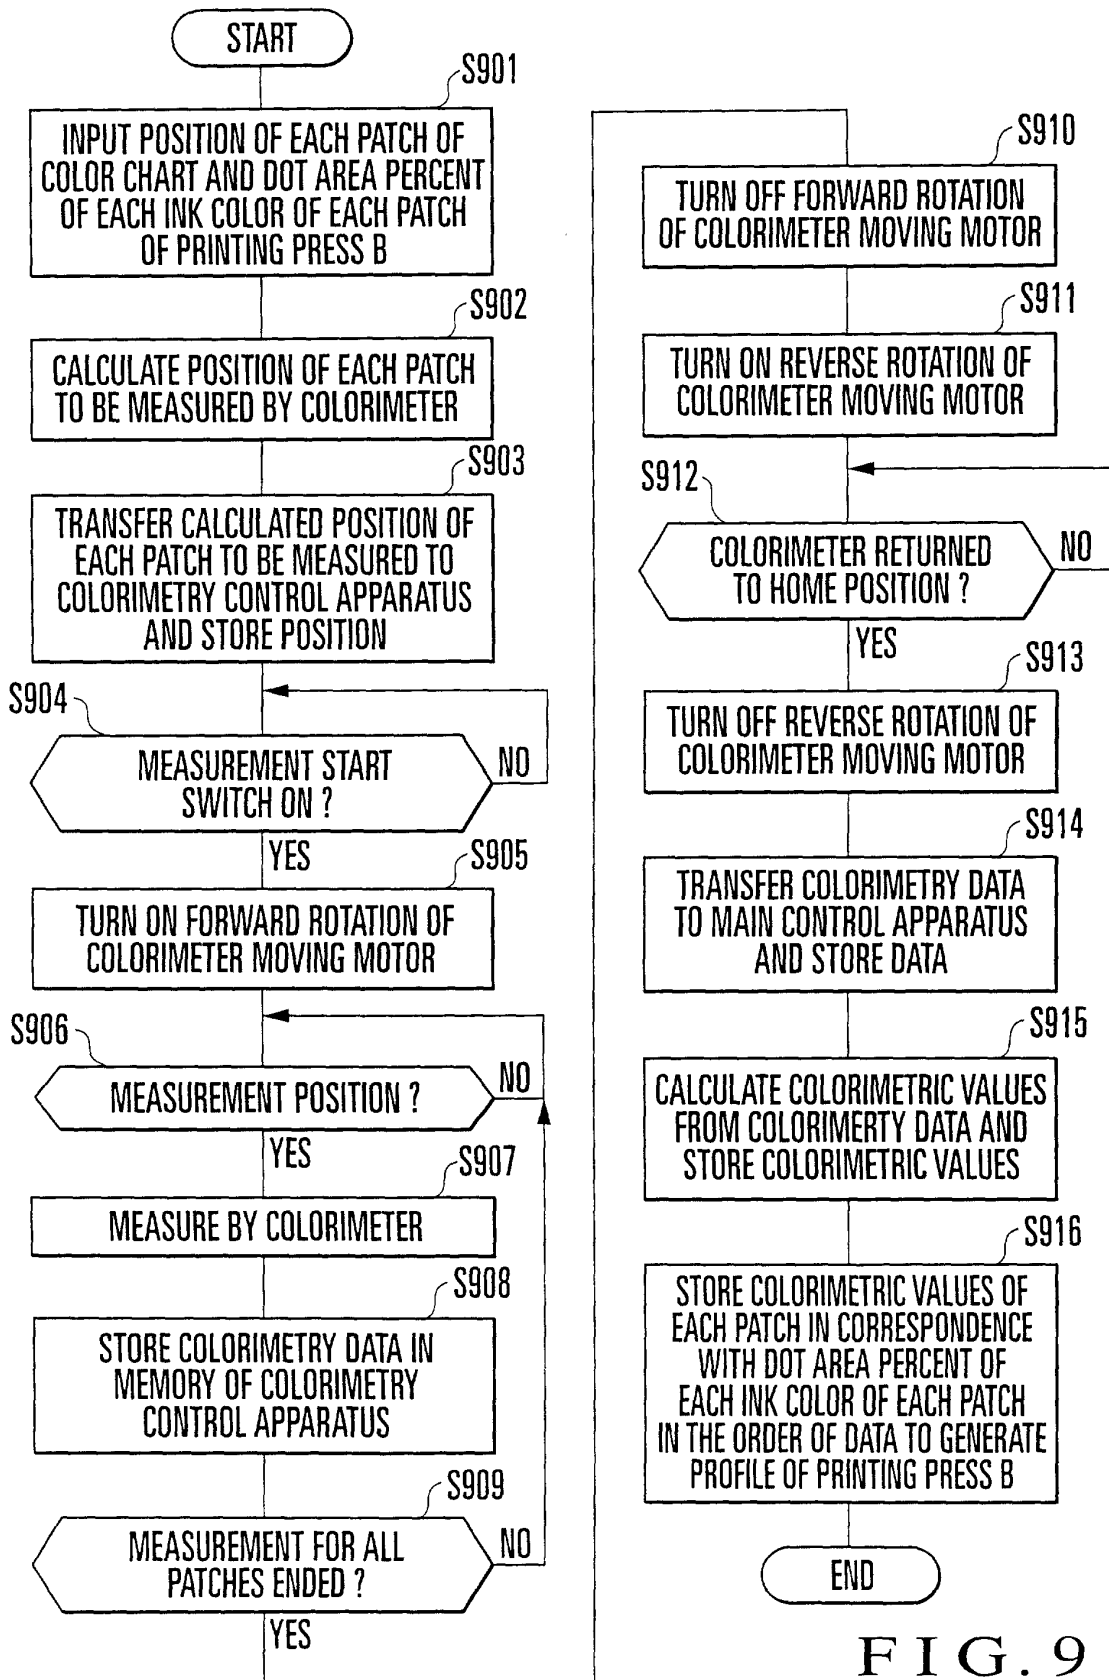 START
S901
INPUT POSITION OF EACH PATCH OF
COLOR CHART AND DOT AREA PERCENT
OF EACH INK COLOR OF EACH PATCH
OF PRINTING PRESS B
S902
CALCULATE POSITION OF EACH PATCH
TO BE MEASURED BY COLORIMETER
S903
TRANSFER CALCULATED POSITION OF
EACH PATCH TO BE MEASURED TO
COLORIMETRY CONTROL APPARATUS
AND STORE POSITION
S904
MEASUREMENT START
SWITCH ON ?
NO
YES
S905
TURN ON FORWARD ROTATION OF
COLORIMETER MOVING MOTOR
S906
MEASUREMENT POSITION ?
NO
YES
S907
MEASURE BY COLORIMETER
S908
STORE COLORIMETRY DATA IN
MEMORY OF COLORIMETRY
CONTROL APPARATUS
S909
MEASUREMENT FOR ALL
PATCHES ENDED ?
NO
YES
S910
TURN OFF FORWARD ROTATION
OF COLORIMETER MOVING MOTOR
S911
TURN ON REVERSE ROTATION OF
COLORIMETER MOVING MOTOR
S912
COLORIMETER RETURNED
TO HOME POSITION ?
NO
YES
S913
TURN OFF REVERSE ROTATION OF
COLORIMETER MOVING MOTOR
S914
TRANSFER COLORIMETRY DATA
TO MAIN CONTROL APPARATUS
AND STORE DATA
S915
CALCULATE COLORIMETRIC VALUES
FROM COLORIMERTY DATA AND
STORE COLORIMETRIC VALUES
S916
STORE COLORIMETRIC VALUES OF
EACH PATCH IN CORRESPONDENCE
WITH DOT AREA PERCENT OF
EACH INK COLOR OF EACH PATCH
IN THE ORDER OF DATA TO GENERATE
PROFILE OF PRINTING PRESS B
END
FIG. 9